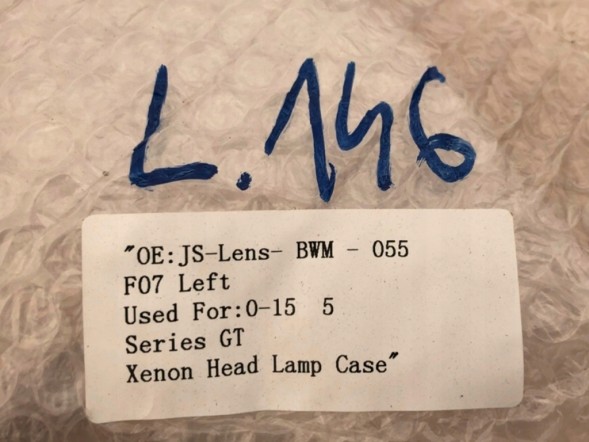 L.146
"OE:JS-Lens- BWM - 055
F07 Left
Used For:0-15 5
Series GT
Xenon Head Lamp Case"